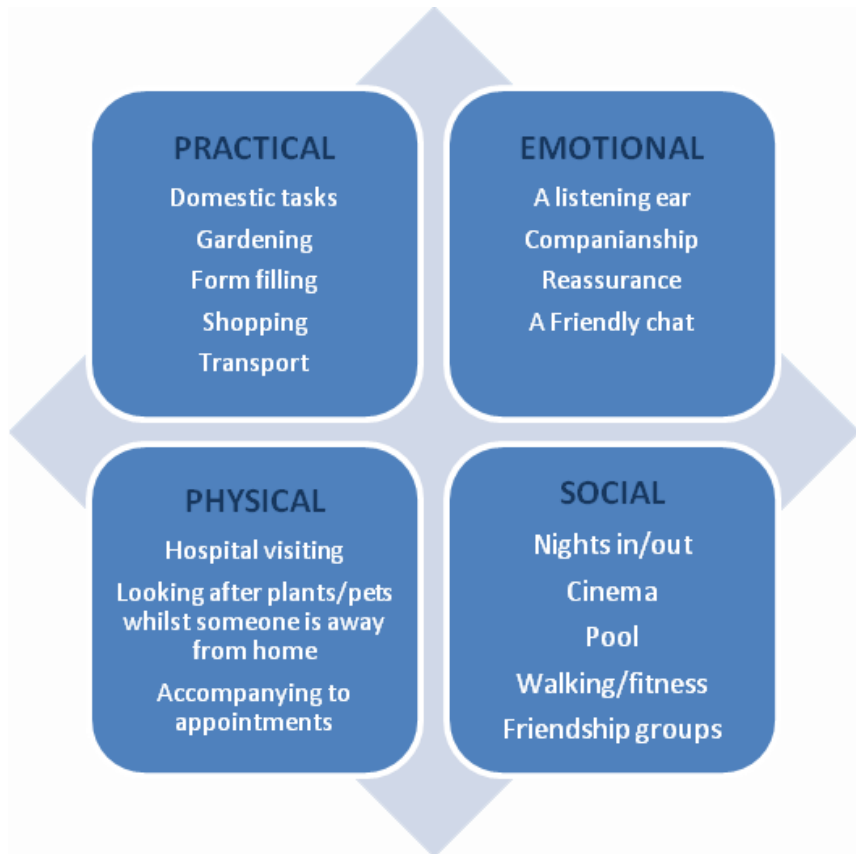 PRACTICAL
Domestic tasks
Gardening
Form filling
Shopping
Transport
EMOTIONAL
A listening ear
Companianship
Reassurance
A Friendly chat
PHYSICAL
Hospital visiting
Looking after plants/pets
whilst someone is away
from home
Accompanying to
appointments
SOCIAL
Nights in/out
Cinema
Pool
Walking/fitness
Friendship groups